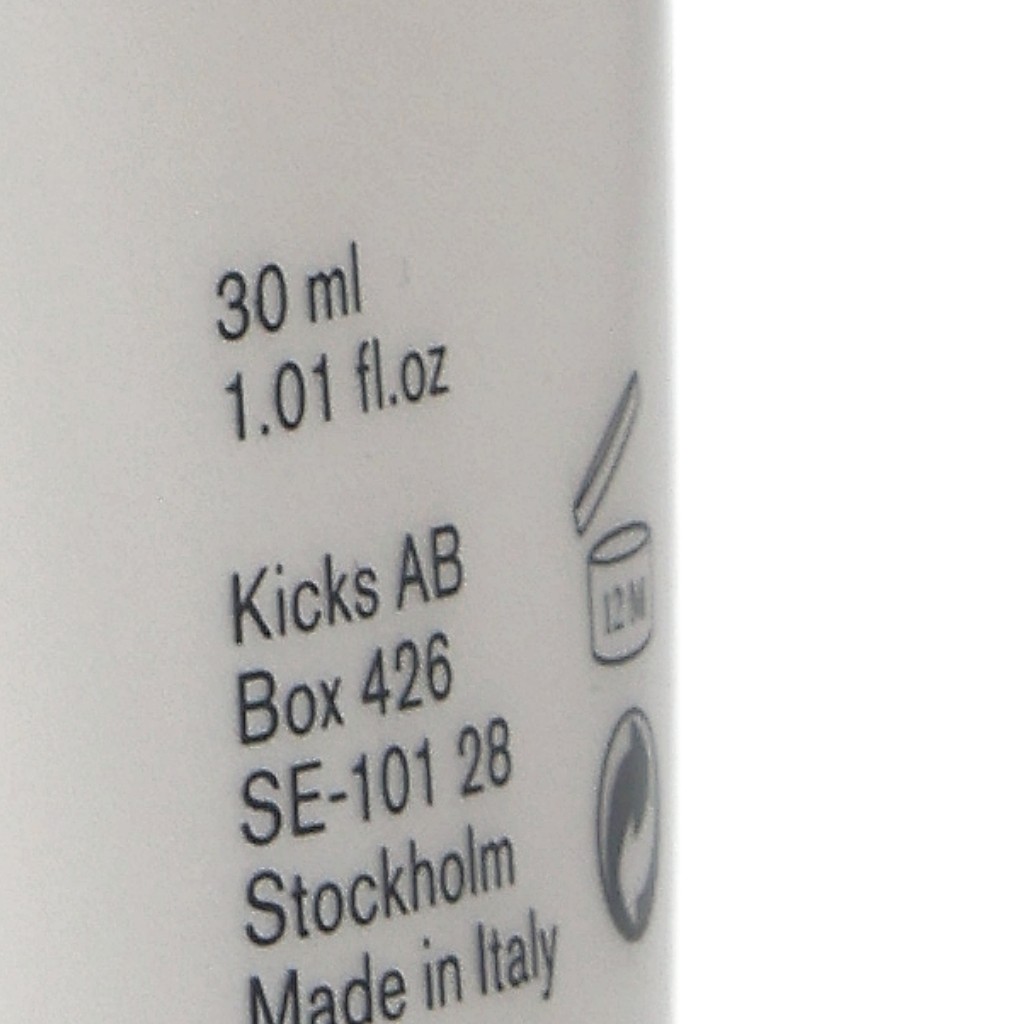 30 ml
1.01 fl.oz
Kicks AB
Box 426
SE-101 28
Stockholm
Made in Italy
12 M